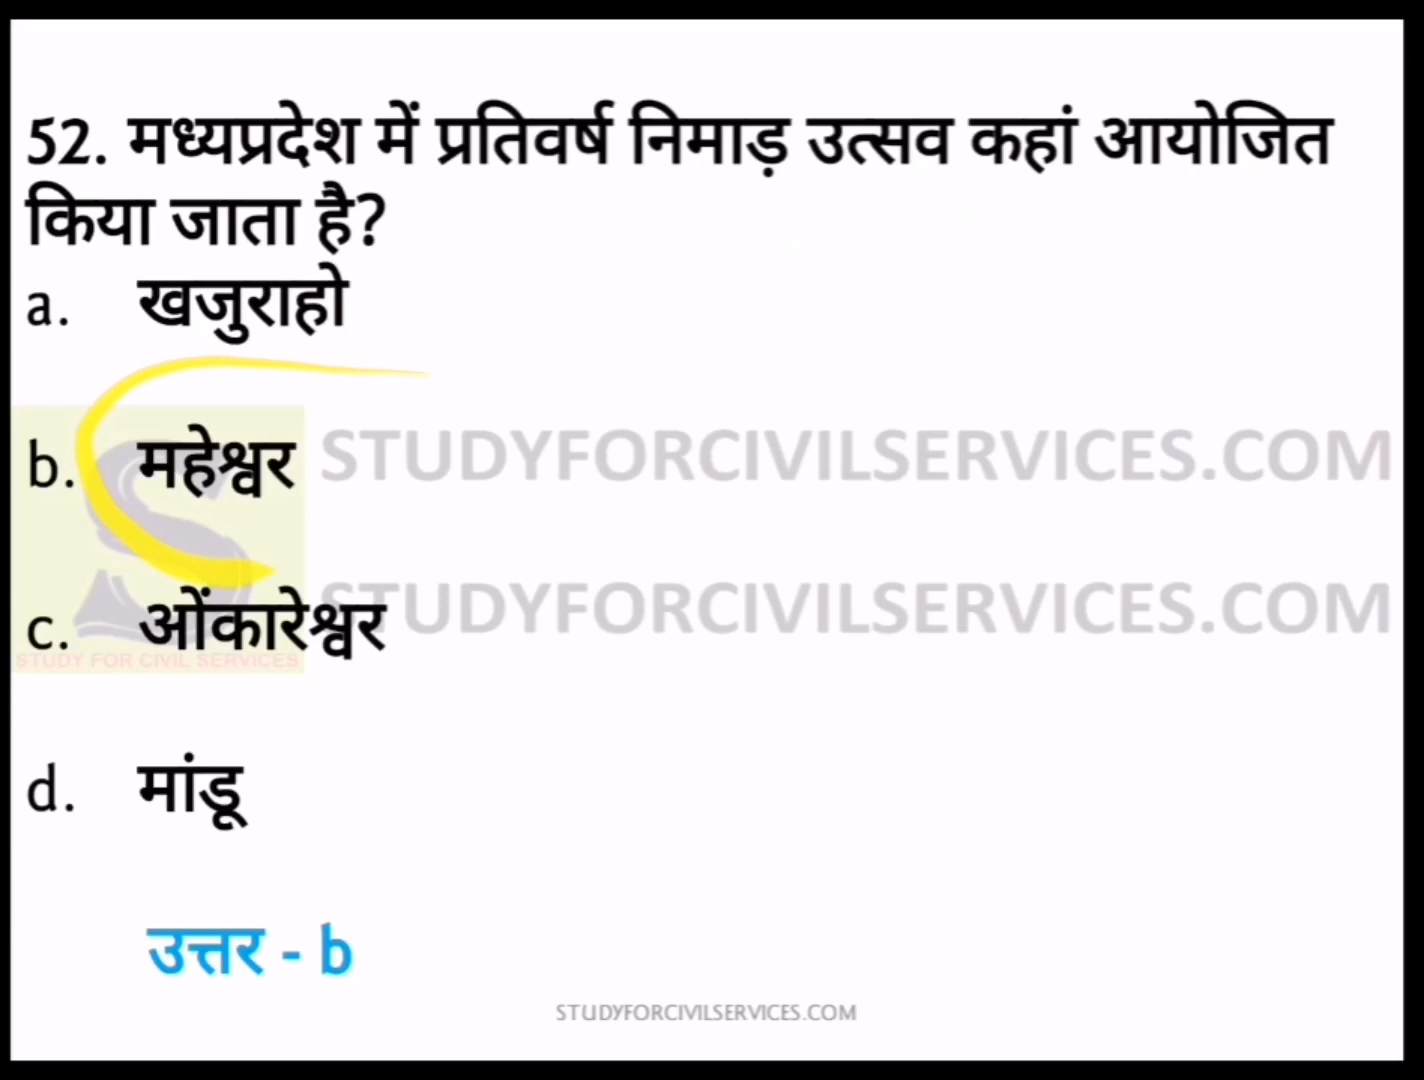 52. मध्यप्रदेश में प्रतिवर्ष निमाड़ उत्सव कहां आयोजित
किया जाता है?
a. खजुराहो
b. महेश्वर STUDYFORCIVILSERVICES.COM
c. ओंकारेश्वर STUDYFORCIVILSERVICES.COM
STUDY FOR CIVIL SERVICES
d. मांडू
उत्तर - b
STUDYFORCIVILSERVICES.COM